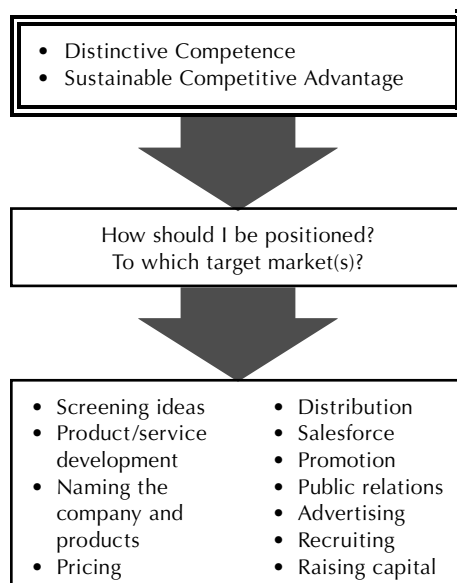 • Distinctive Competence
• Sustainable Competitive Advantage
How should I be positioned?
To which target market(s)?
• Screening ideas
• Product/service
development
• Naming the
company and
products
• Pricing
• Distribution
• Salesforce
• Promotion
• Public relations
• Advertising
• Recruiting
• Raising capital